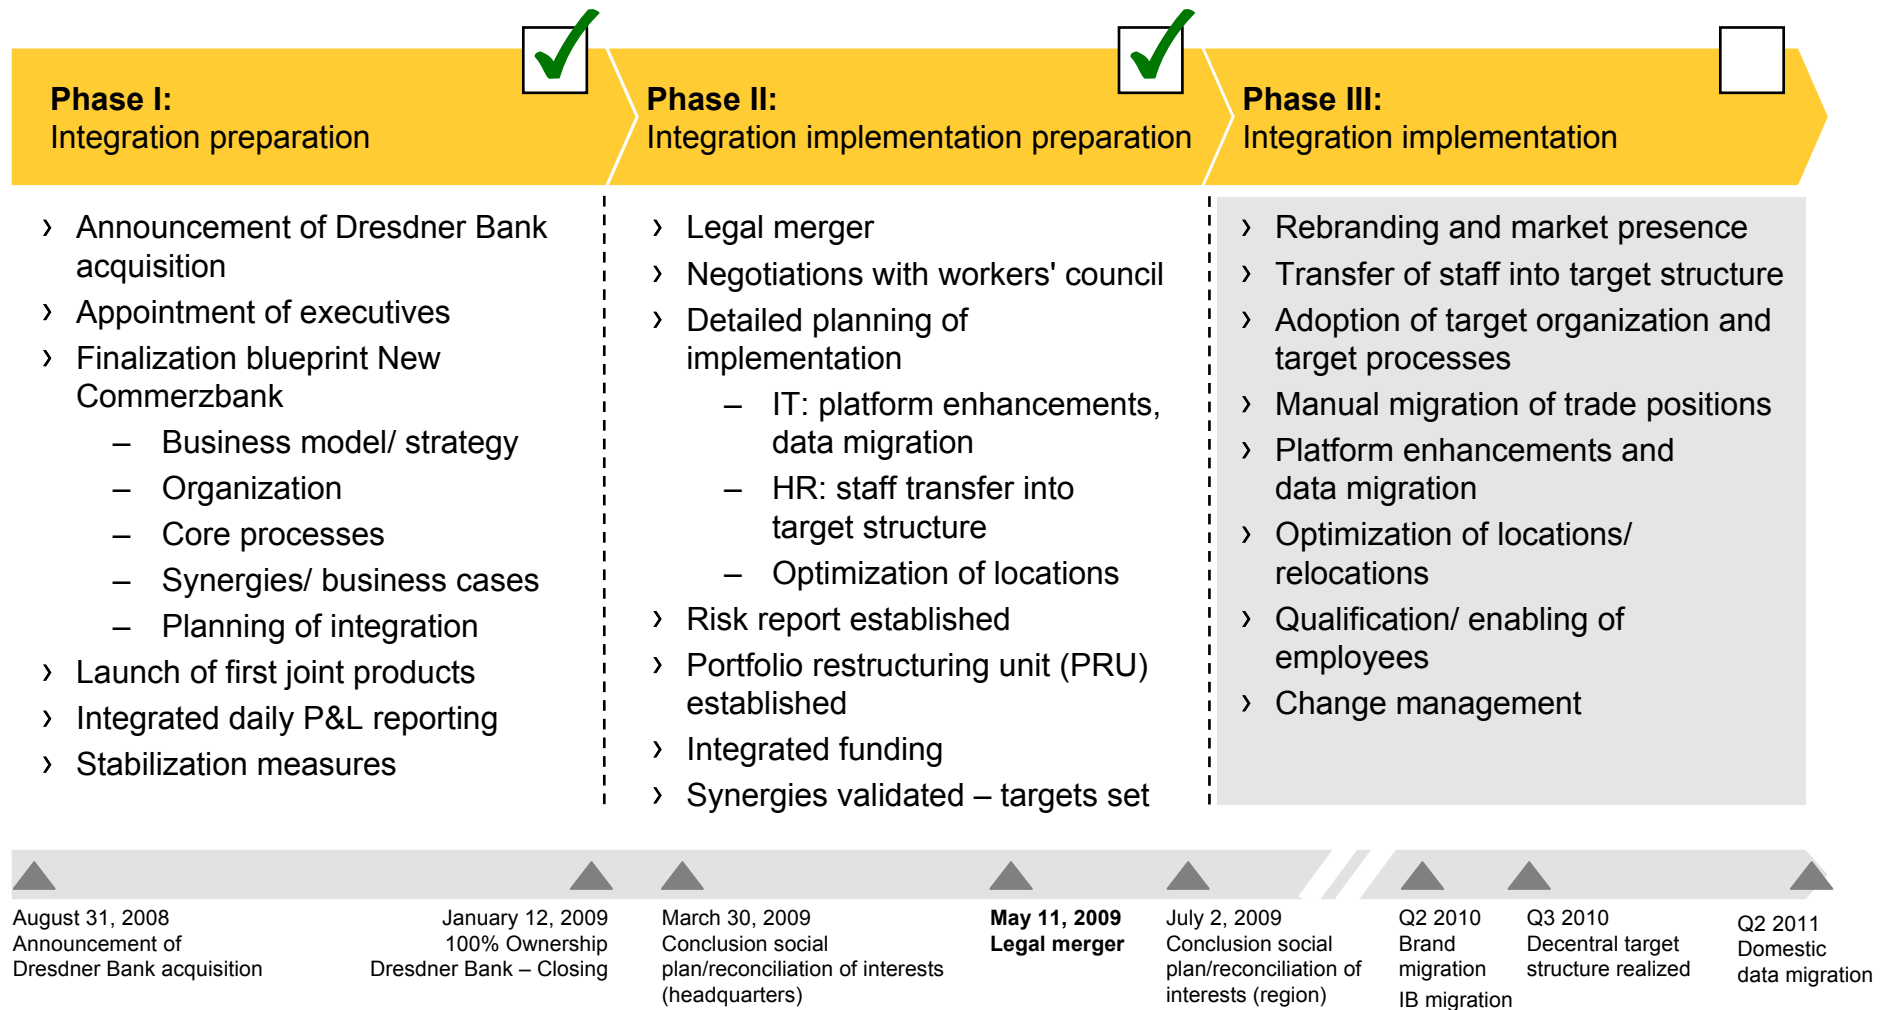 Phase I:
Integration preparation
Phase II:
Integration implementation preparation
Phase III:
Integration implementation
› Announcement of Dresdner Bank
acquisition
› Appointment of executives
› Finalization blueprint New
Commerzbank
– Business model/ strategy
– Organization
– Core processes
– Synergies/ business cases
– Planning of integration
› Launch of first joint products
› Integrated daily P&L reporting
› Stabilization measures
› Legal merger
› Negotiations with workers' council
› Detailed planning of
implementation
– IT: platform enhancements,
data migration
– HR: staff transfer into
target structure
– Optimization of locations
› Risk report established
› Portfolio restructuring unit (PRU)
established
› Integrated funding
› Synergies validated – targets set
› Rebranding and market presence
› Transfer of staff into target structure
› Adoption of target organization and
target processes
› Manual migration of trade positions
› Platform enhancements and
data migration
› Optimization of locations/
relocations
› Qualification/ enabling of
employees
› Change management
August 31, 2008
Announcement of
Dresdner Bank acquisition
January 12, 2009
100% Ownership
Dresdner Bank – Closing
March 30, 2009
Conclusion social
plan/reconciliation of interests
(headquarters)
May 11, 2009
Legal merger
July 2, 2009
Conclusion social
plan/reconciliation of
interests (region)
Q2 2010
Brand
migration
IB migration
Q3 2010
Decentral target
structure realized
Q2 2011
Domestic
data migration